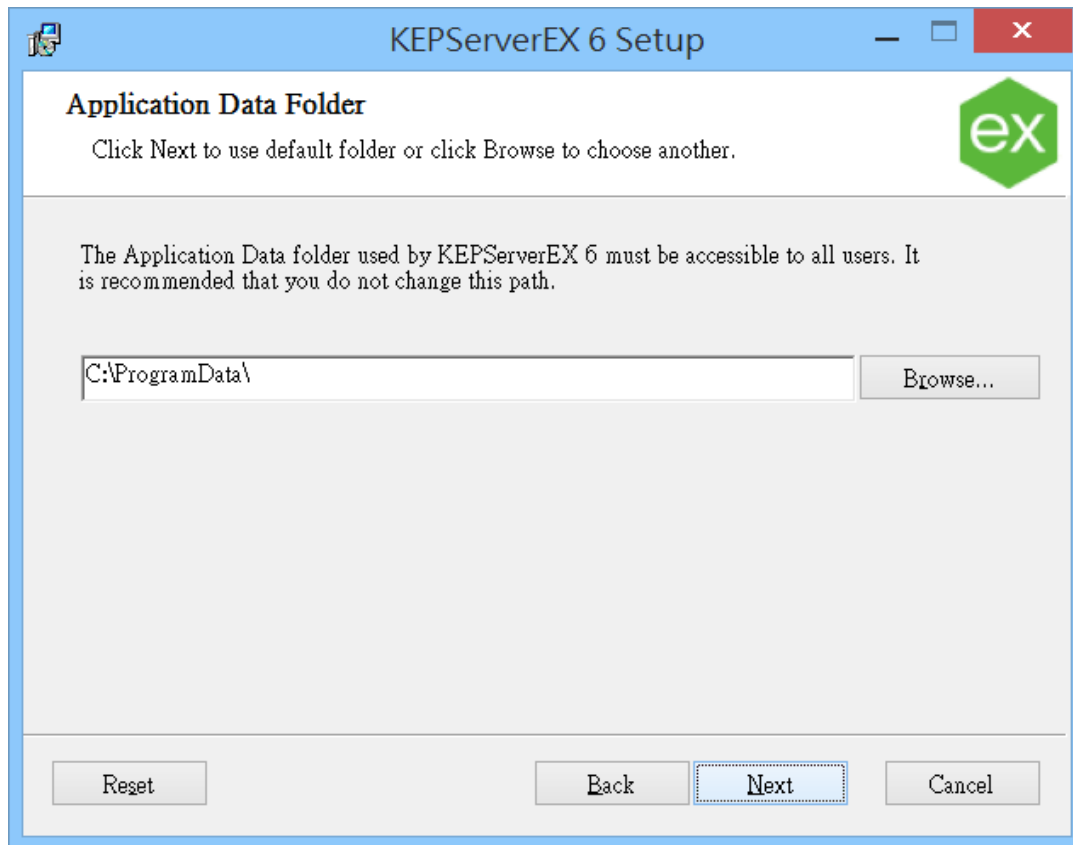 KEPServerEX 6 Setup
Application Data Folder
ex
Click Next to use default folder or click Browse to choose another.
The Application Data folder used by KEPServerEX 6 must be accessible to all users. It
is recommended that you do not change this path.
C:\ProgramData\
Browse...
Reset
Back
Next
Cancel